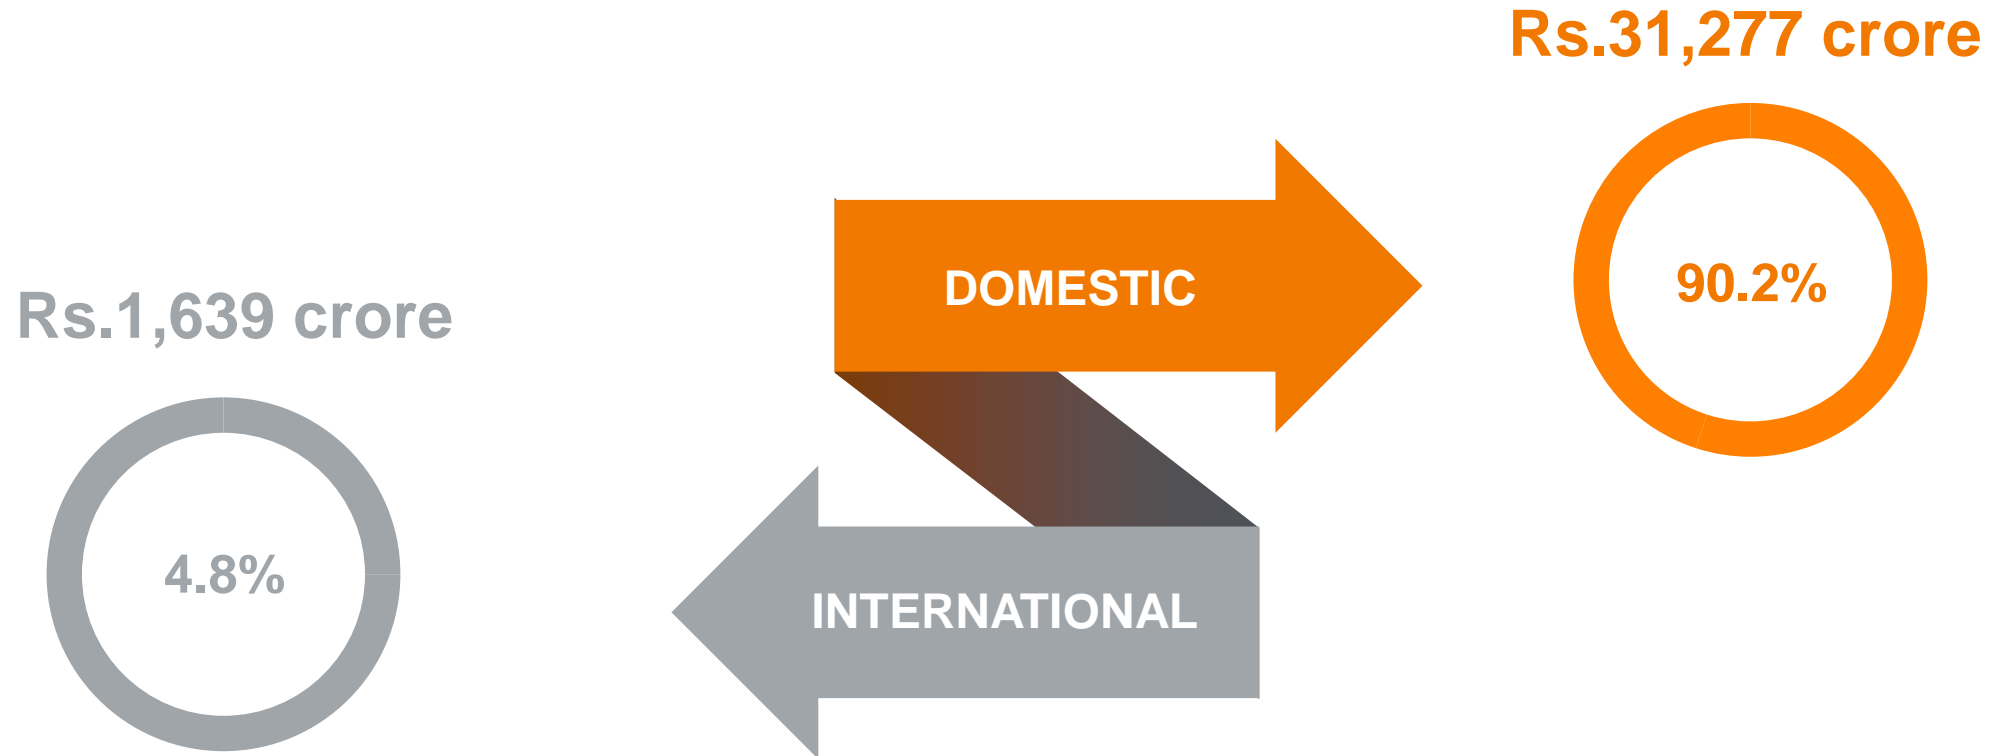 Rs.31,277 crore
DOMESTIC
90.2%
Rs.1,639 crore
4.8%
INTERNATIONAL